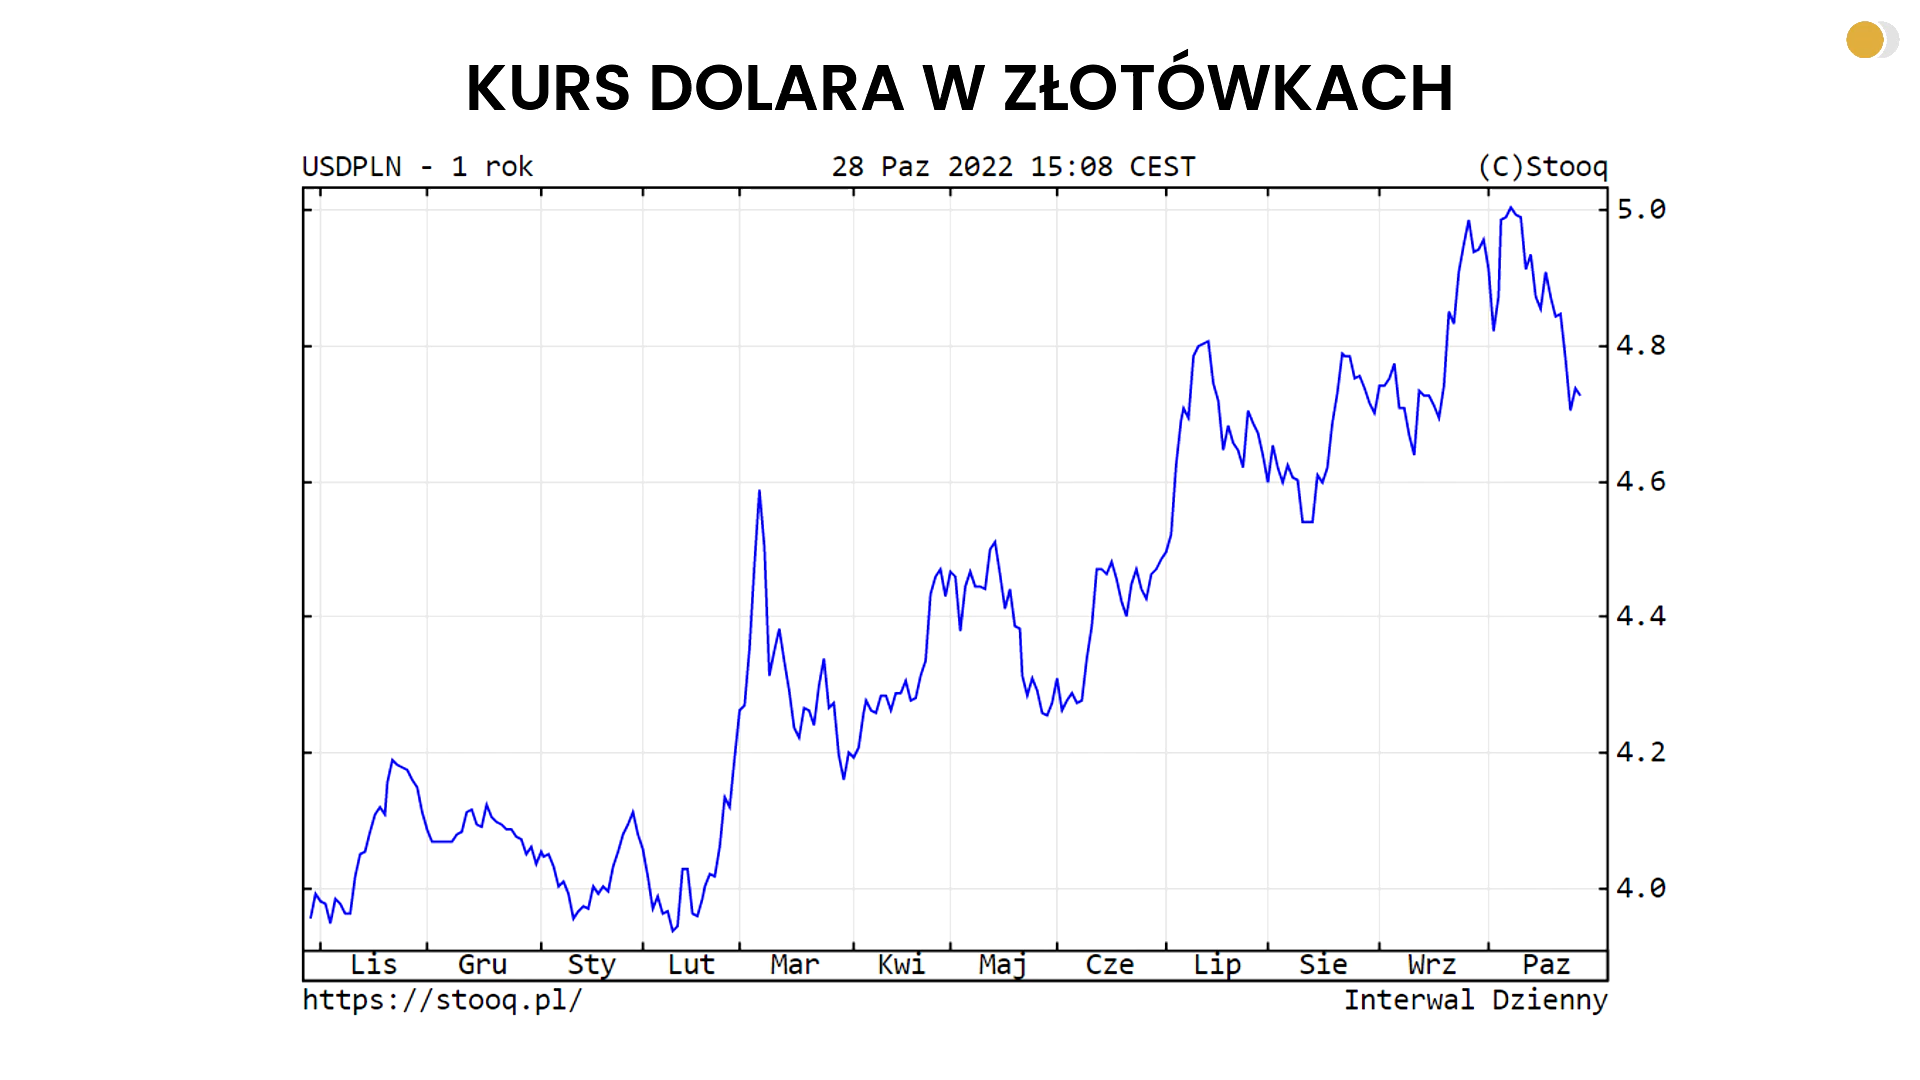 KURS DOLARA W ZŁOTÓWKACH
USDPLN - 1 rok 28 Paz 2022 15:08 CEST (C)Stooq
5.0
4.8
4.6
4.4
4.2
4.0
Lis Gru Sty Lut Mar Kwi Maj Cze Lip Sie Wrz Paz
https://stooq.pl/ Interwal Dzienny